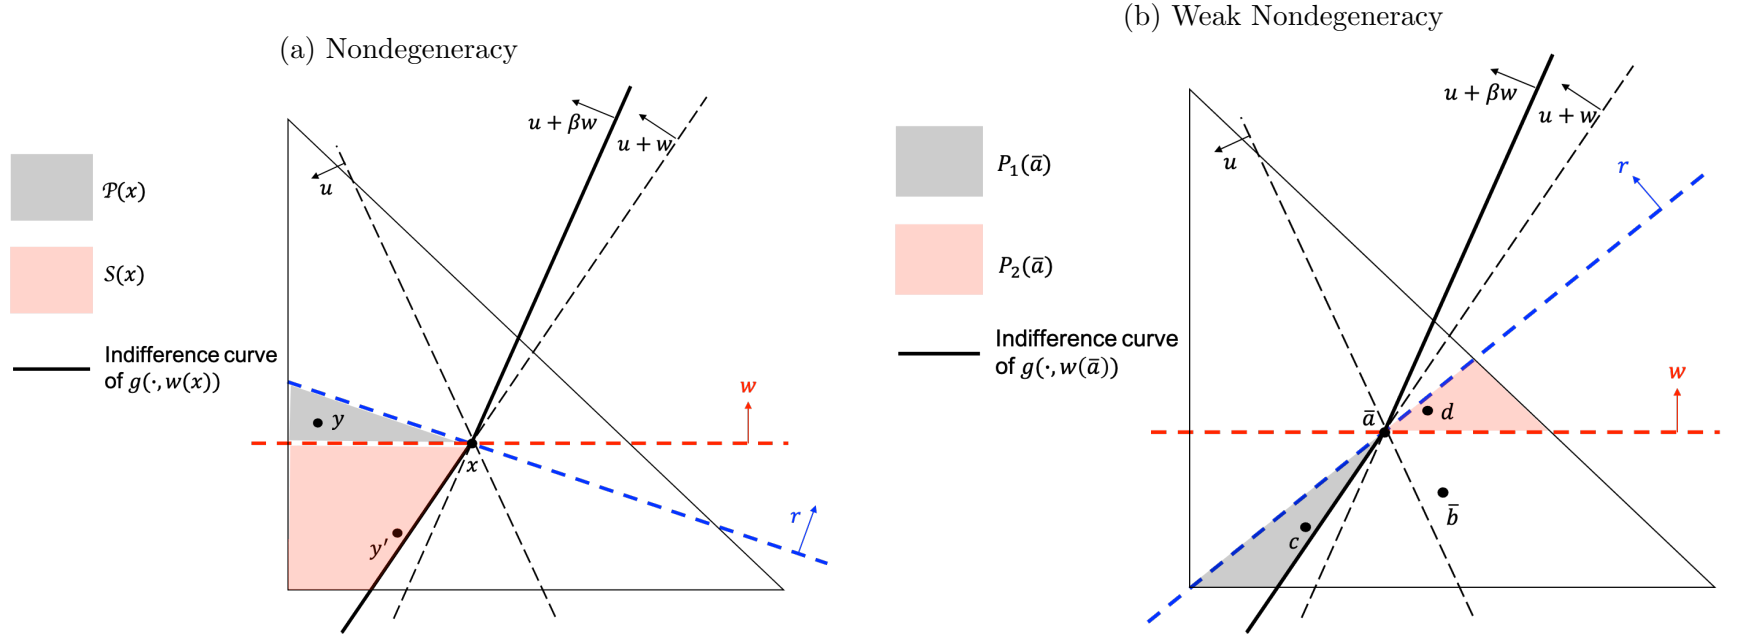 (a) Nondegeneracy
𝒫(x)
S(x)
Indifference curve
of g(·, w(x))
u
u + βw
u + w
w
r
y
x
y′
(b) Weak Nondegeneracy
P₁(ā)
P₂(ā)
Indifference curve
of g(·, w(ā))
u
u + βw
u + w
r
w
ā
d
b̄
c